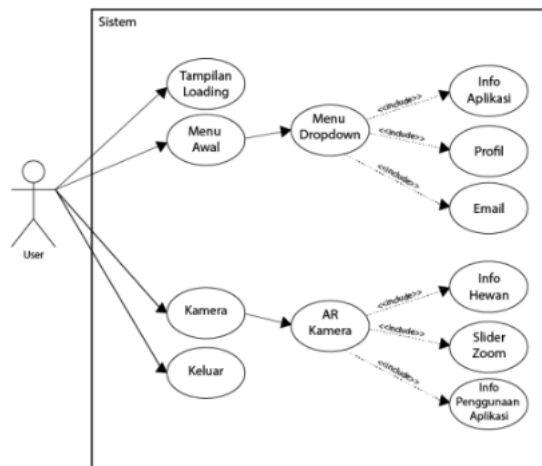 Sistem
Tampilan
Loading
Menu
Awal
Menu
Dropdown
<<include>>
Info
Aplikasi
<<include>>
Profil
<<include>>
Email
User
Kamera
AR
Kamera
<<include>>
Info
Hewan
<<include>>
Slider
Zoom
<<include>>
Info
Penggunaan
Aplikasi
Keluar